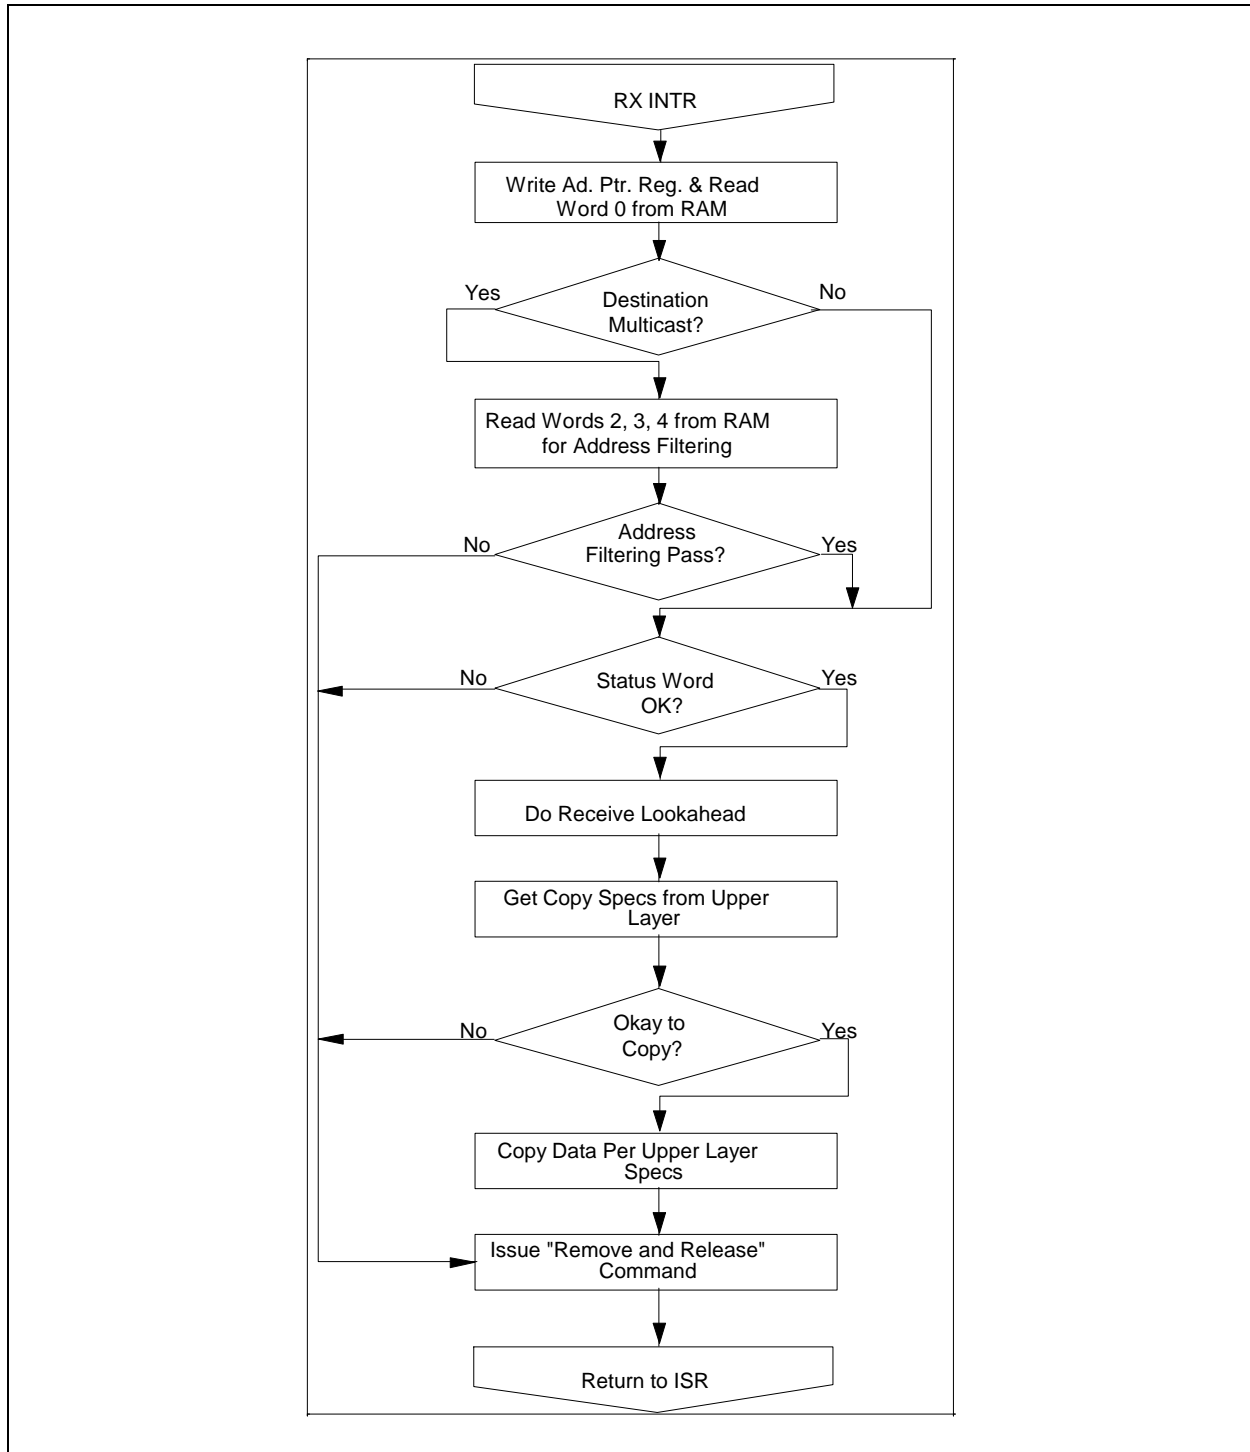 RX INTR
Write Ad. Ptr. Reg. & Read
Word 0 from RAM
Yes
No
Destination
Multicast?
Read Words 2, 3, 4 from RAM
for Address Filtering
Address
Filtering Pass?
No
Yes
Status Word
OK?
No
Yes
Do Receive Lookahead
Get Copy Specs from Upper
Layer
Okay to
Copy?
No
Yes
Copy Data Per Upper Layer
Specs
Issue "Remove and Release"
Command
Return to ISR